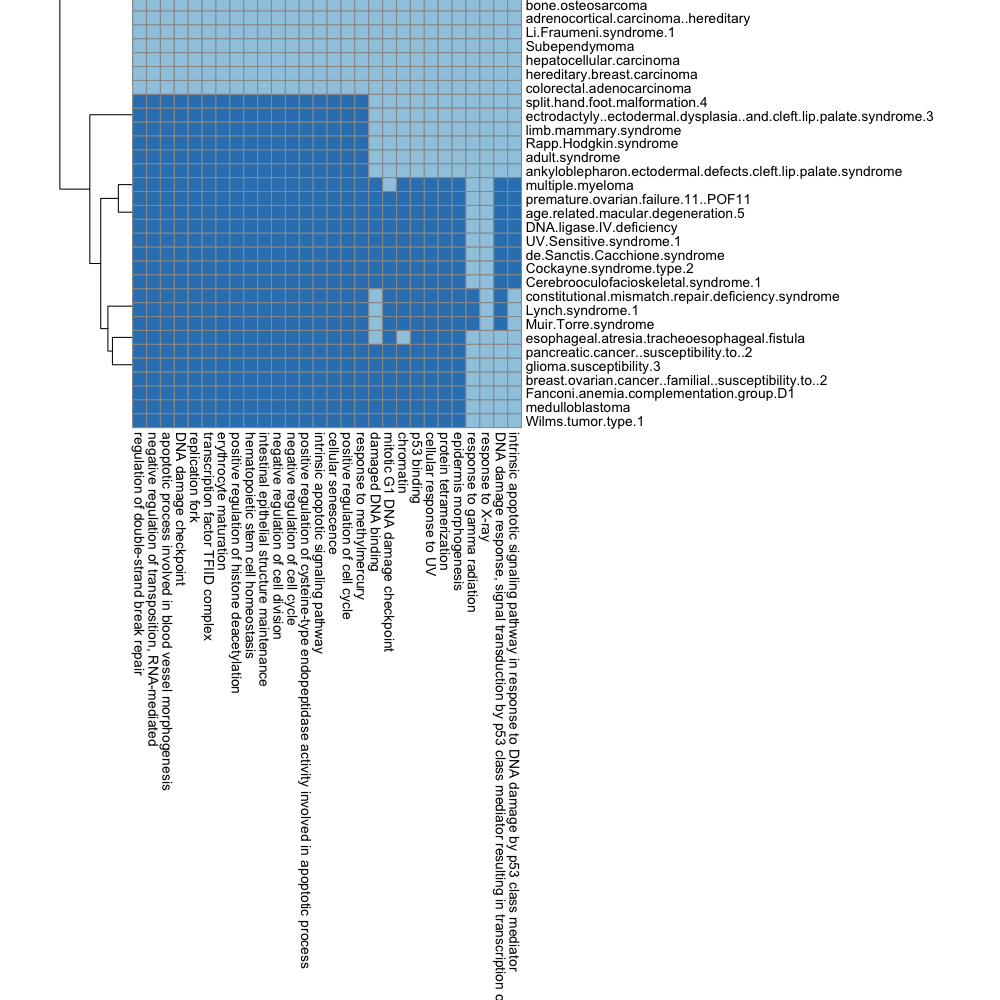 bone.osteosarcoma
adrenocortical.carcinoma..hereditary
Li.Fraumeni.syndrome.1
Subependymoma
hepatocellular.carcinoma
hereditary.breast.carcinoma
colorectal.adenocarcinoma
split.hand.foot.malformation.4
ectrodactyly..ectodermal.dysplasia..and.cleft.lip.palate.syndrome.3
limb.mammary.syndrome
Rapp.Hodgkin.syndrome
adult.syndrome
ankyloblepharon.ectodermal.defects.cleft.lip.palate.syndrome
multiple.myeloma
premature.ovarian.failure.11..POF11
age.related.macular.degeneration.5
DNA.ligase.IV.deficiency
UV.Sensitive.syndrome.1
de.Sanctis.Cacchione.syndrome
Cockayne.syndrome.type.2
Cerebrooculofacioskeletal.syndrome.1
constitutional.mismatch.repair.deficiency.syndrome
Lynch.syndrome.1
Muir.Torre.syndrome
esophageal.atresia.tracheoesophageal.fistula
pancreatic.cancer..susceptibility.to..2
glioma.susceptibility.3
breast.ovarian.cancer..familial..susceptibility.to..2
Fanconi.anemia.complementation.group.D1
medulloblastoma
Wilms.tumor.type.1
regulation of double-strand break repair
negative regulation of transposition, RNA-mediated
apoptotic process involved in blood vessel morphogenesis
DNA damage checkpoint
replication fork
transcription factor TFIID complex
erythrocyte maturation
positive regulation of histone deacetylation
hematopoietic stem cell homeostasis
intestinal epithelial structure maintenance
negative regulation of cell division
negative regulation of cell cycle
positive regulation of cysteine-type endopeptidase activity involved in apoptotic process
intrinsic apoptotic signaling pathway
cellular senescence
positive regulation of cell cycle
response to methylmercury
damaged DNA binding
mitotic G1 DNA damage checkpoint
chromatin
p53 binding
cellular response to UV
protein tetramerization
epidermis morphogenesis
response to gamma radiation
response to X-ray
DNA damage response, signal transduction by p53 class mediator resulting in transcription
intrinsic apoptotic signaling pathway in response to DNA damage by p53 class mediator